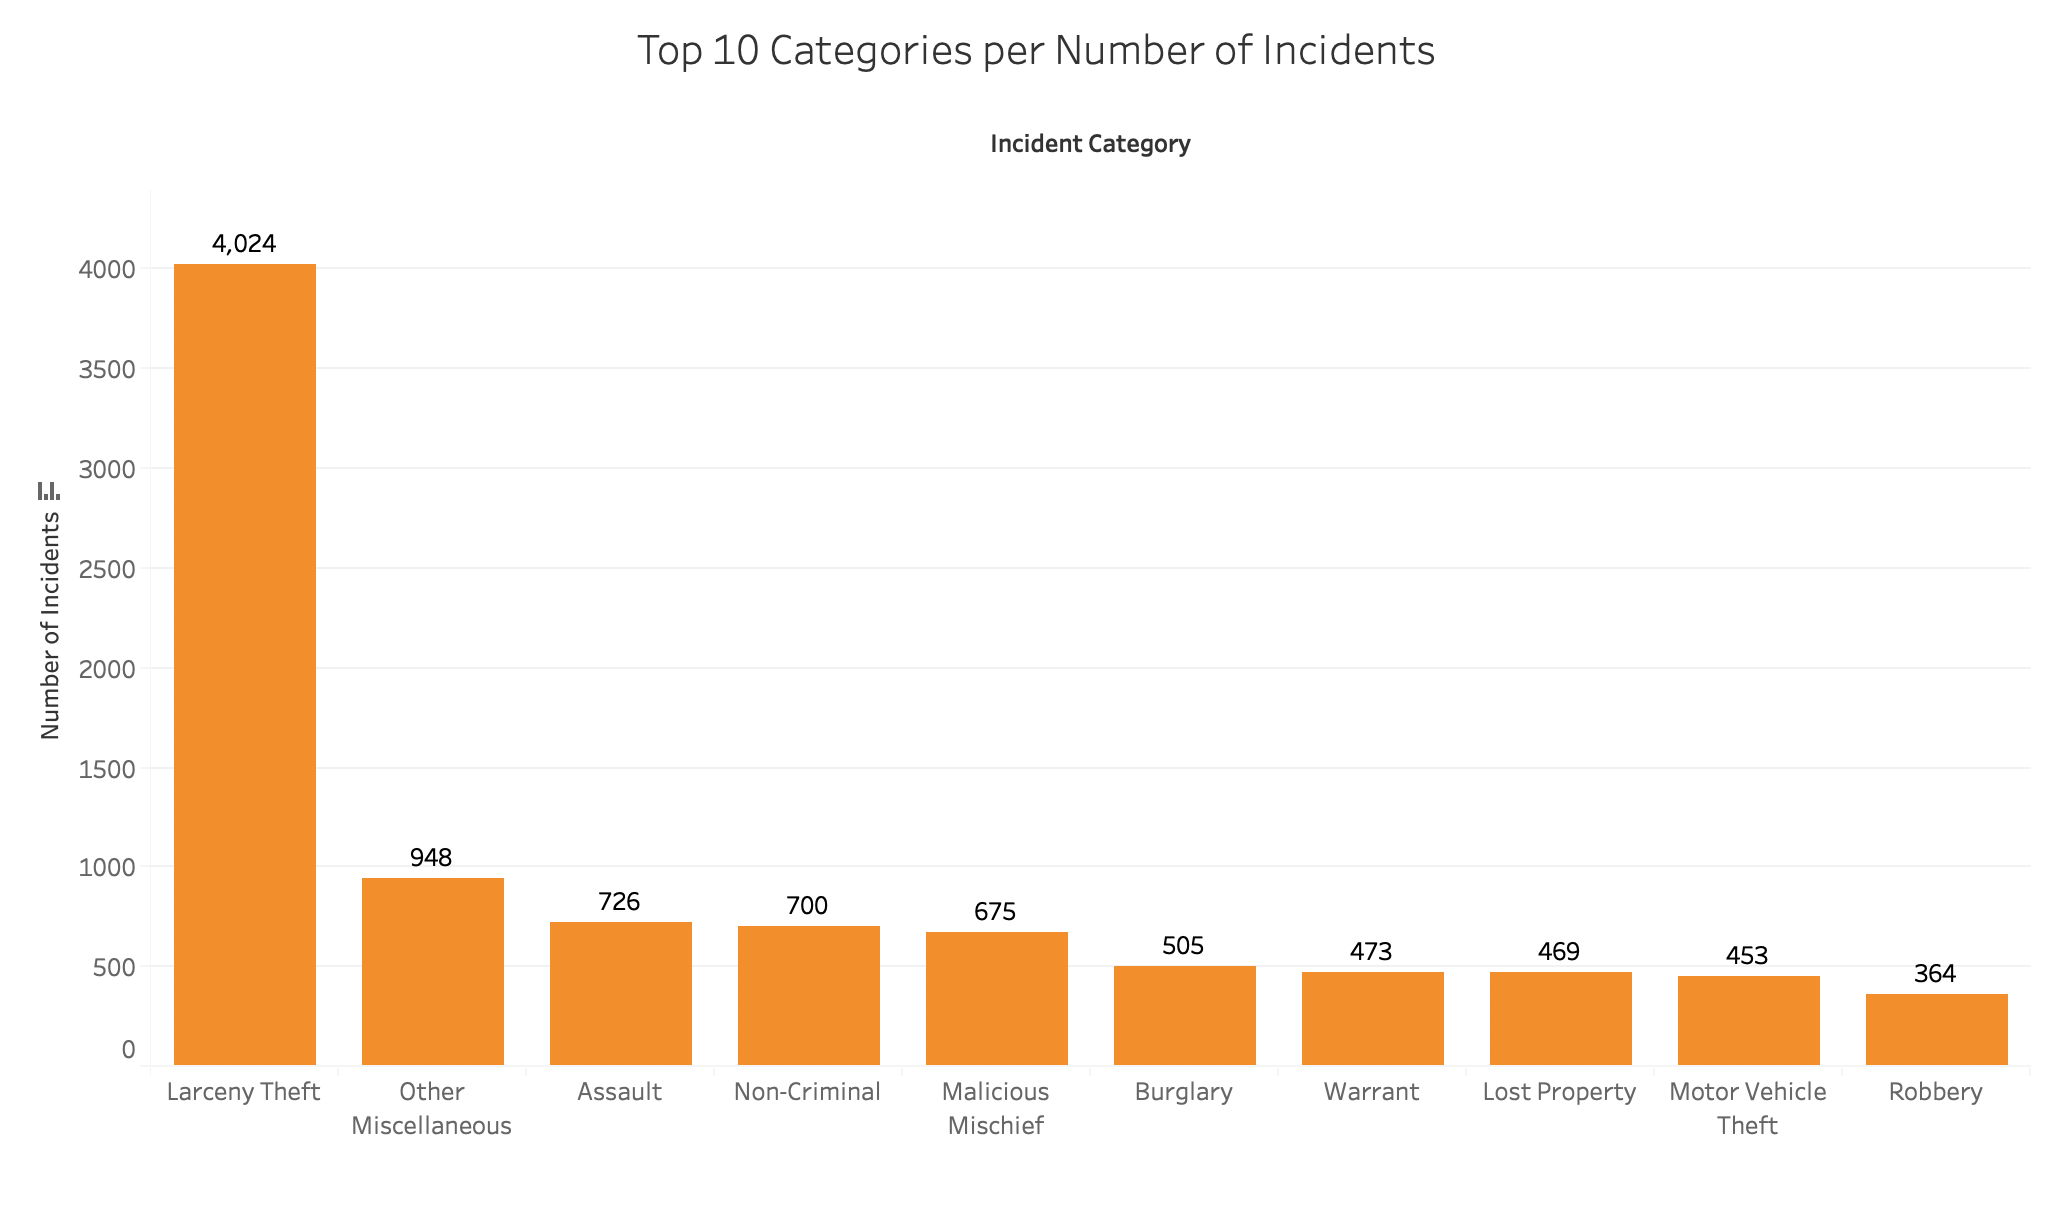 Top 10 Categories per Number of Incidents
Incident Category
Number of Incidents
4000
3500
3000
2500
2000
1500
1000
500
0
4,024
948
726
700
675
505
473
469
453
364
Larceny Theft
Other
Miscellaneous
Assault
Non-Criminal
Malicious
Mischief
Burglary
Warrant
Lost Property
Motor Vehicle
Theft
Robbery